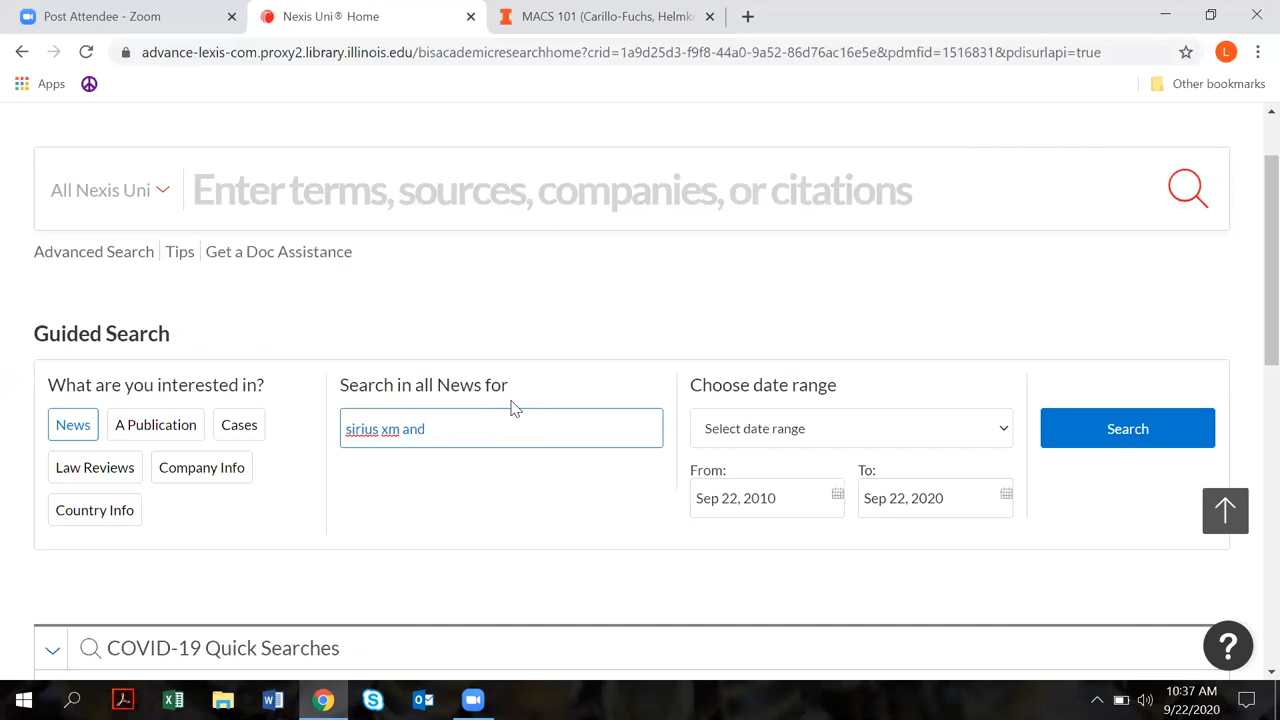 Post Attendee - Zoom
Nexis Uni® Home
MACS 101 (Carillo-Fuchs, Helmke
advance-lexis-com.proxy2.library.illinois.edu/bisacademicresearchhome?crid=1a9d25d3-f9f8-44a0-9a52-86d76ac16e5e&pdmfid=1516831&pdisurlapi=true
L
Apps
Other bookmarks
All Nexis Uni
Enter terms, sources, companies, or citations
Advanced Search
Tips
Get a Doc Assistance
Guided Search
What are you interested in?
Search in all News for
Choose date range
News
A Publication
Cases
sirius xm and
Select date range
Search
Law Reviews
Company Info
From:
To:
Sep 22, 2010
Sep 22, 2020
Country Info
COVID-19 Quick Searches
?
10:37 AM
9/22/2020